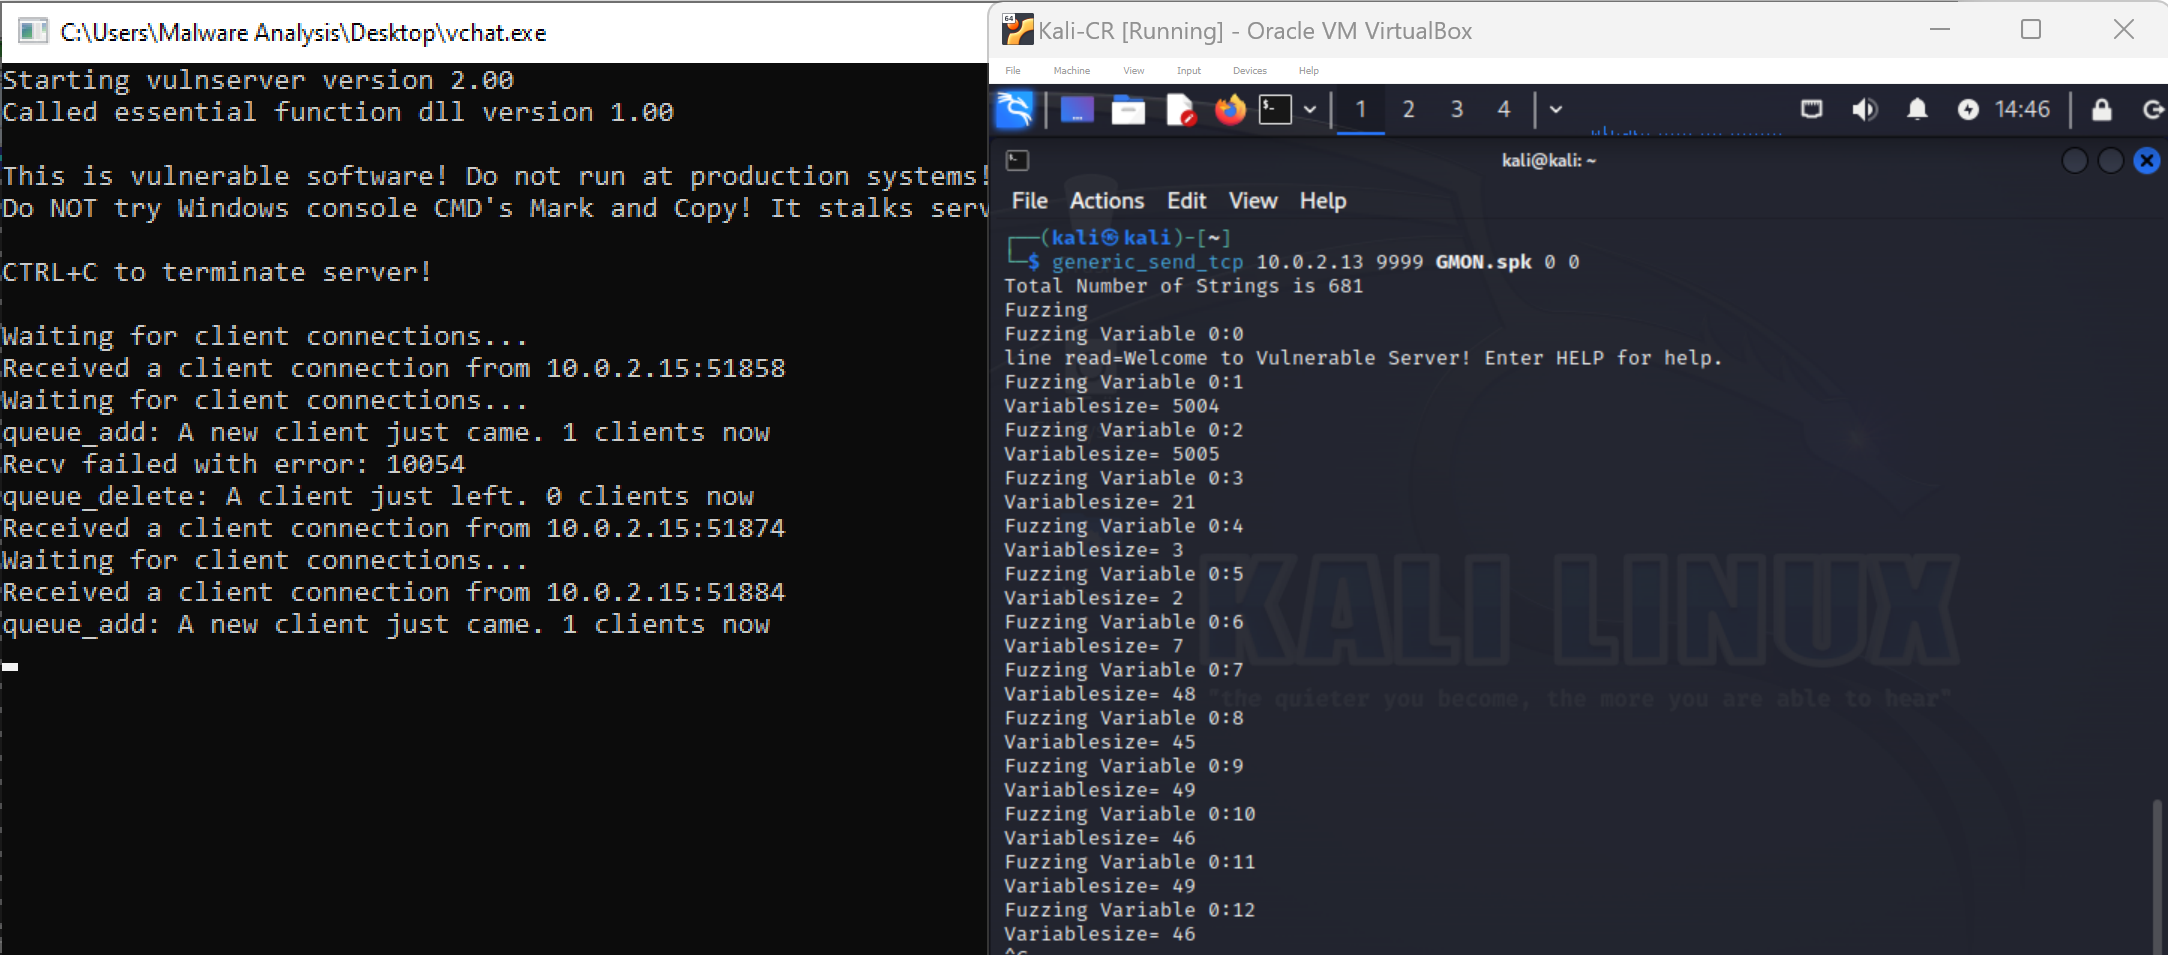 C:\Users\Malware Analysis\Desktop\vchat.exe
Starting vulnserver version 2.00
Called essential function dll version 1.00
This is vulnerable software! Do not run at production systems!
Do NOT try Windows console CMD's Mark and Copy! It stalks serv
CTRL+C to terminate server!
Waiting for client connections...
Received a client connection from 10.0.2.15:51858
Waiting for client connections...
queue_add: A new client just came. 1 clients now
Recv failed with error: 10054
queue_delete: A client just left. 0 clients now
Received a client connection from 10.0.2.15:51874
Waiting for client connections...
Received a client connection from 10.0.2.15:51884
queue_add: A new client just came. 1 clients now
64
Kali-CR [Running] - Oracle VM VirtualBox
File Machine View Input Devices Help
1 2 3 4 14:46
kali@kali: ~
File Actions Edit View Help
┌──(kali㉿kali)-[~]
└─$ generic_send_tcp 10.0.2.13 9999 GMON.spk 0 0
Total Number of Strings is 681
Fuzzing
Fuzzing Variable 0:0
line read=Welcome to Vulnerable Server! Enter HELP for help.
Fuzzing Variable 0:1
Variablesize= 5004
Fuzzing Variable 0:2
Variablesize= 5005
Fuzzing Variable 0:3
Variablesize= 21
Fuzzing Variable 0:4
Variablesize= 3
Fuzzing Variable 0:5
Variablesize= 2
Fuzzing Variable 0:6
Variablesize= 7
Fuzzing Variable 0:7
Variablesize= 48
Fuzzing Variable 0:8
Variablesize= 45
Fuzzing Variable 0:9
Variablesize= 49
Fuzzing Variable 0:10
Variablesize= 46
Fuzzing Variable 0:11
Variablesize= 49
Fuzzing Variable 0:12
Variablesize= 46
KALI LINUX
"the quieter you become, the more you are able to hear"